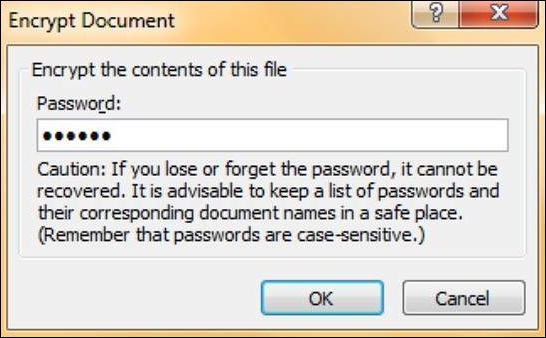 Encrypt Document
?
Encrypt the contents of this file
Password:
••••••
Caution: If you lose or forget the password, it cannot be
recovered. It is advisable to keep a list of passwords and
their corresponding document names in a safe place.
(Remember that passwords are case-sensitive.)
OK
Cancel